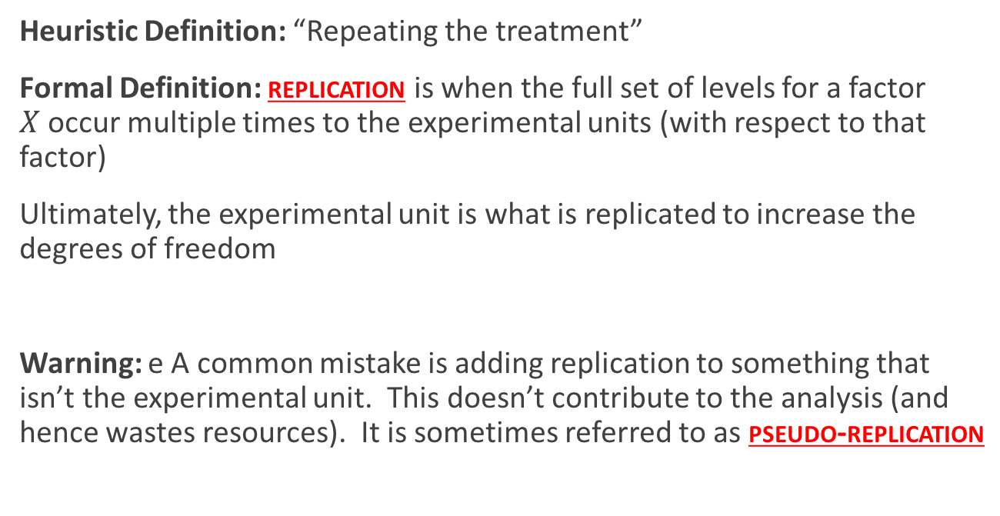 Heuristic Definition: “Repeating the treatment”
Formal Definition: REPLICATION is when the full set of levels for a factor
X occur multiple times to the experimental units (with respect to that
factor)
Ultimately, the experimental unit is what is replicated to increase the
degrees of freedom
Warning: e A common mistake is adding replication to something that
isn’t the experimental unit.  This doesn’t contribute to the analysis (and
hence wastes resources).  It is sometimes referred to as PSEUDO-REPLICATION